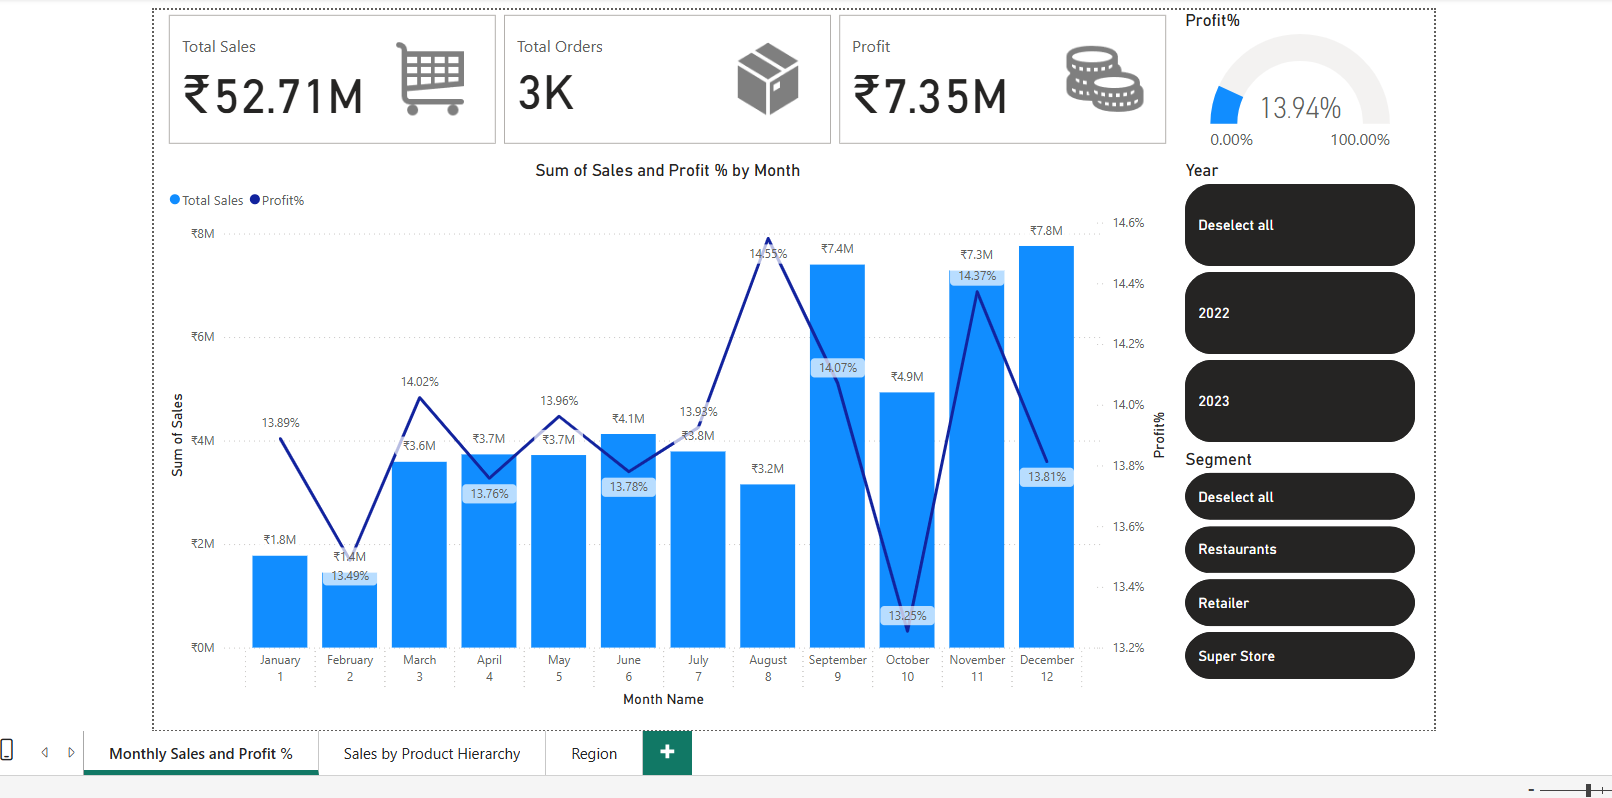 Total Sales
₹52.71M
Total Orders
3K
Profit
₹7.35M
Profit%
13.94%
0.00% 100.00%
Sum of Sales and Profit % by Month
Total Sales Profit%
Sum of Sales
₹8M
₹6M
₹4M
₹2M
₹0M
₹1.8M
₹1.4M
₹3.6M
₹3.7M
₹3.7M
₹4.1M
₹3.8M
₹3.2M
₹7.4M
₹4.9M
₹7.3M
₹7.8M
13.89%
13.49%
14.02%
13.76%
13.96%
13.78%
13.93%
14.55%
14.07%
13.25%
14.37%
13.81%
14.6%
14.4%
14.2%
14.0%
13.8%
13.6%
13.4%
13.2%
Profit%
January February March April May June July August September October November December
1 2 3 4 5 6 7 8 9 10 11 12
Month Name
Year
Deselect all
2022
2023
Segment
Deselect all
Restaurants
Retailer
Super Store
Monthly Sales and Profit % Sales by Product Hierarchy Region +